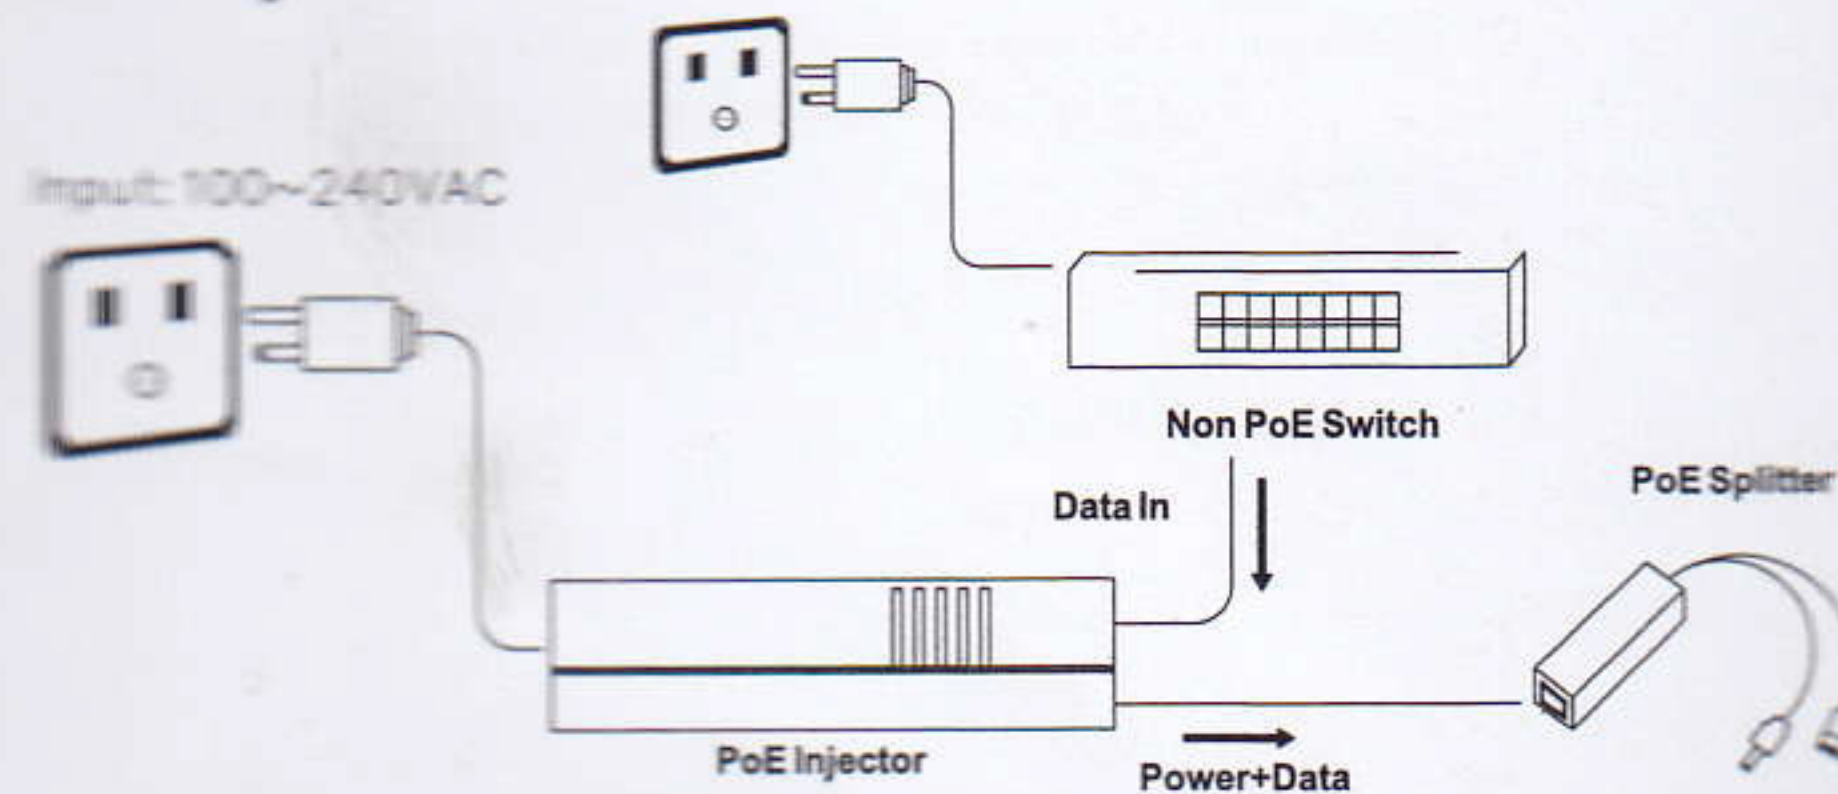 Input: 100~240VAC
Non PoE Switch
Data In
PoE Splitter
PoE Injector
Power+Data